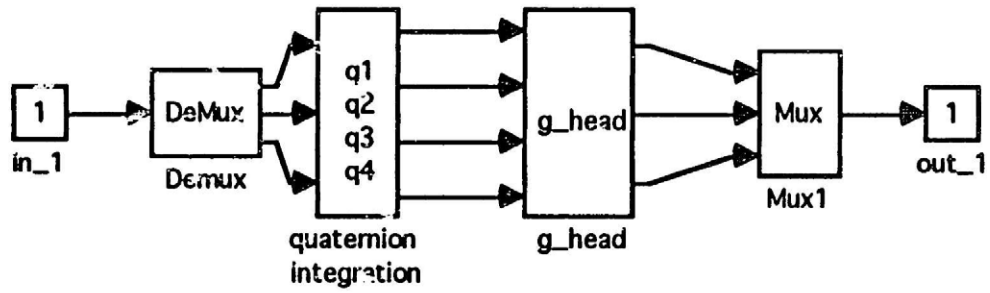 1
in_1
DeMux
Demux
q1
q2
q3
q4
quaternion
integration
g_head
g_head
Mux
Mux1
1
out_1